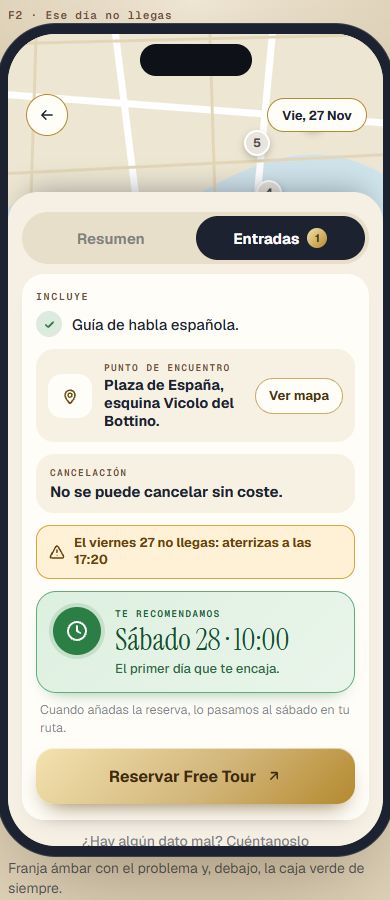 F2 · Ese día no llegas
Vie, 27 Nov
5
4
Resumen
Entradas 1
INCLUYE
Guía de habla española.
PUNTO DE ENCUENTRO
Plaza de España,
esquina Vicolo del
Bottino.
Ver mapa
CANCELACIÓN
No se puede cancelar sin coste.
El viernes 27 no llegas: aterrizas a las
17:20
TE RECOMENDAMOS
Sábado 28 · 10:00
El primer día que te encaja.
Cuando añadas la reserva, lo pasamos al sábado en tu
ruta.
Reservar Free Tour
¿Hay algún dato mal? Cuéntanoslo
Franja ámbar con el problema y, debajo, la caja verde de
siempre.